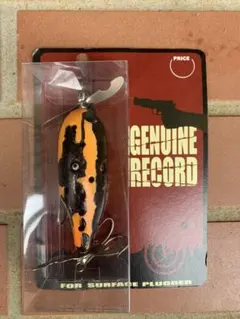 PRICE
GENUINE
RECORD
FOR SURFACE PLUGGER